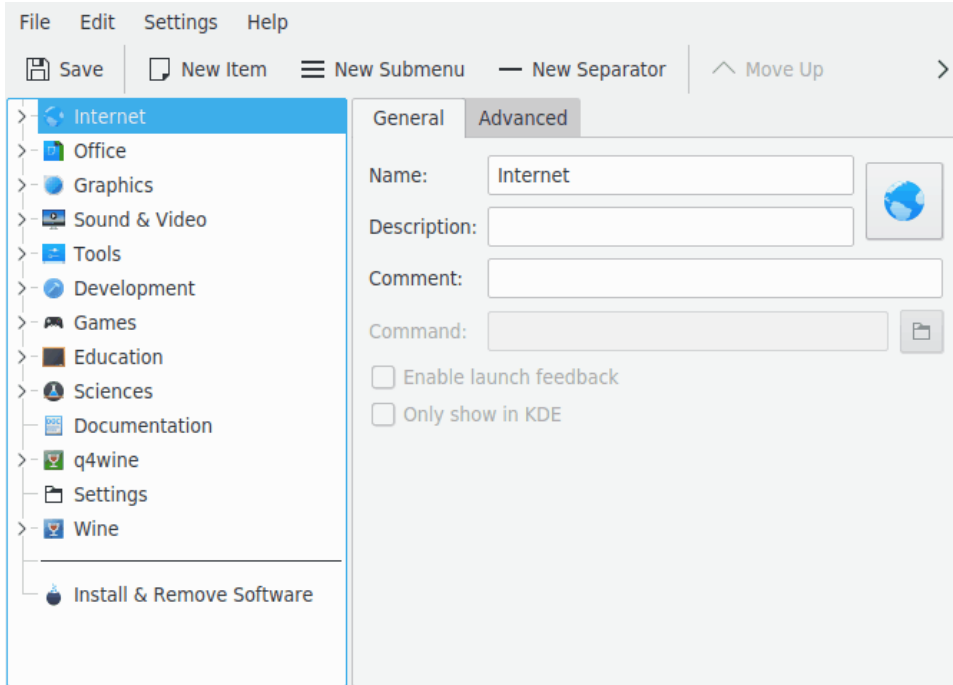 File Edit Settings Help
Save New Item New Submenu New Separator Move Up
Internet
Office
Graphics
Sound & Video
Tools
Development
Games
Education
Sciences
Documentation
q4wine
Settings
Wine
Install & Remove Software
General Advanced
Name: Internet
Description:
Comment:
Command:
Enable launch feedback
Only show in KDE